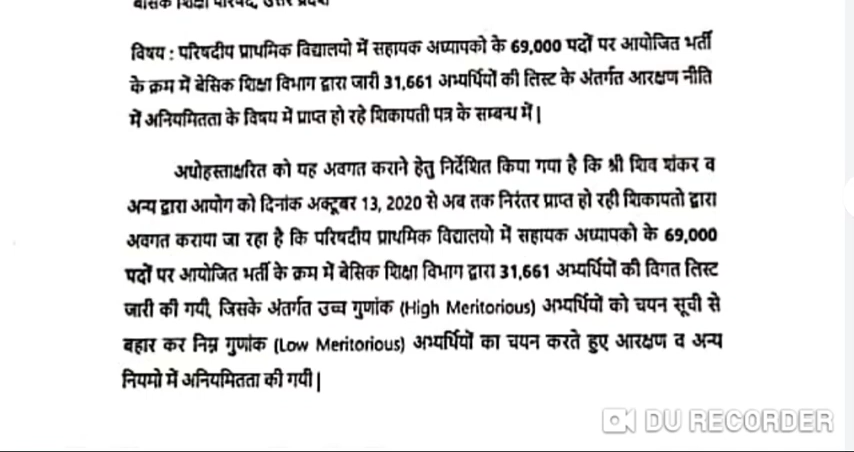 बेसिक शिक्षा परिषद, उत्तर प्रदेश
विषय : परिषदीय प्राथमिक विद्यालयो में सहायक अध्यापको के 69,000 पदों पर आयोजित भर्ती
के क्रम में बेसिक शिक्षा विभाग द्वारा जारी 31,661 अभ्यर्थियों की लिस्ट के अंतर्गत आरक्षण नीति
में अनियमितता के विषय में प्राप्त हो रहे शिकायती पत्र के सम्बन्ध में |
अधोहस्ताक्षरित को यह अवगत कराने हेतु निर्देशित किया गया है कि श्री शिव शंकर व
अन्य द्वारा आयोग को दिनांक अक्टूबर 13, 2020 से अब तक निरंतर प्राप्त हो रही शिकायतो द्वारा
अवगत कराया जा रहा है कि परिषदीय प्राथमिक विद्यालयो में सहायक अध्यापको के 69,000
पदों पर आयोजित भर्ती के क्रम में बेसिक शिक्षा विभाग द्वारा 31,661 अभ्यर्थियों की विगत लिस्ट
जारी की गयी, जिसके अंतर्गत उच्च गुणांक (High Meritorious) अभ्यर्थियों को चयन सूची से
बहार कर निम्न गुणांक (Low Meritorious) अभ्यर्थियों का चयन करते हुए आरक्षण व अन्य
नियमो में अनियमितता की गयी |
DU RECORDER